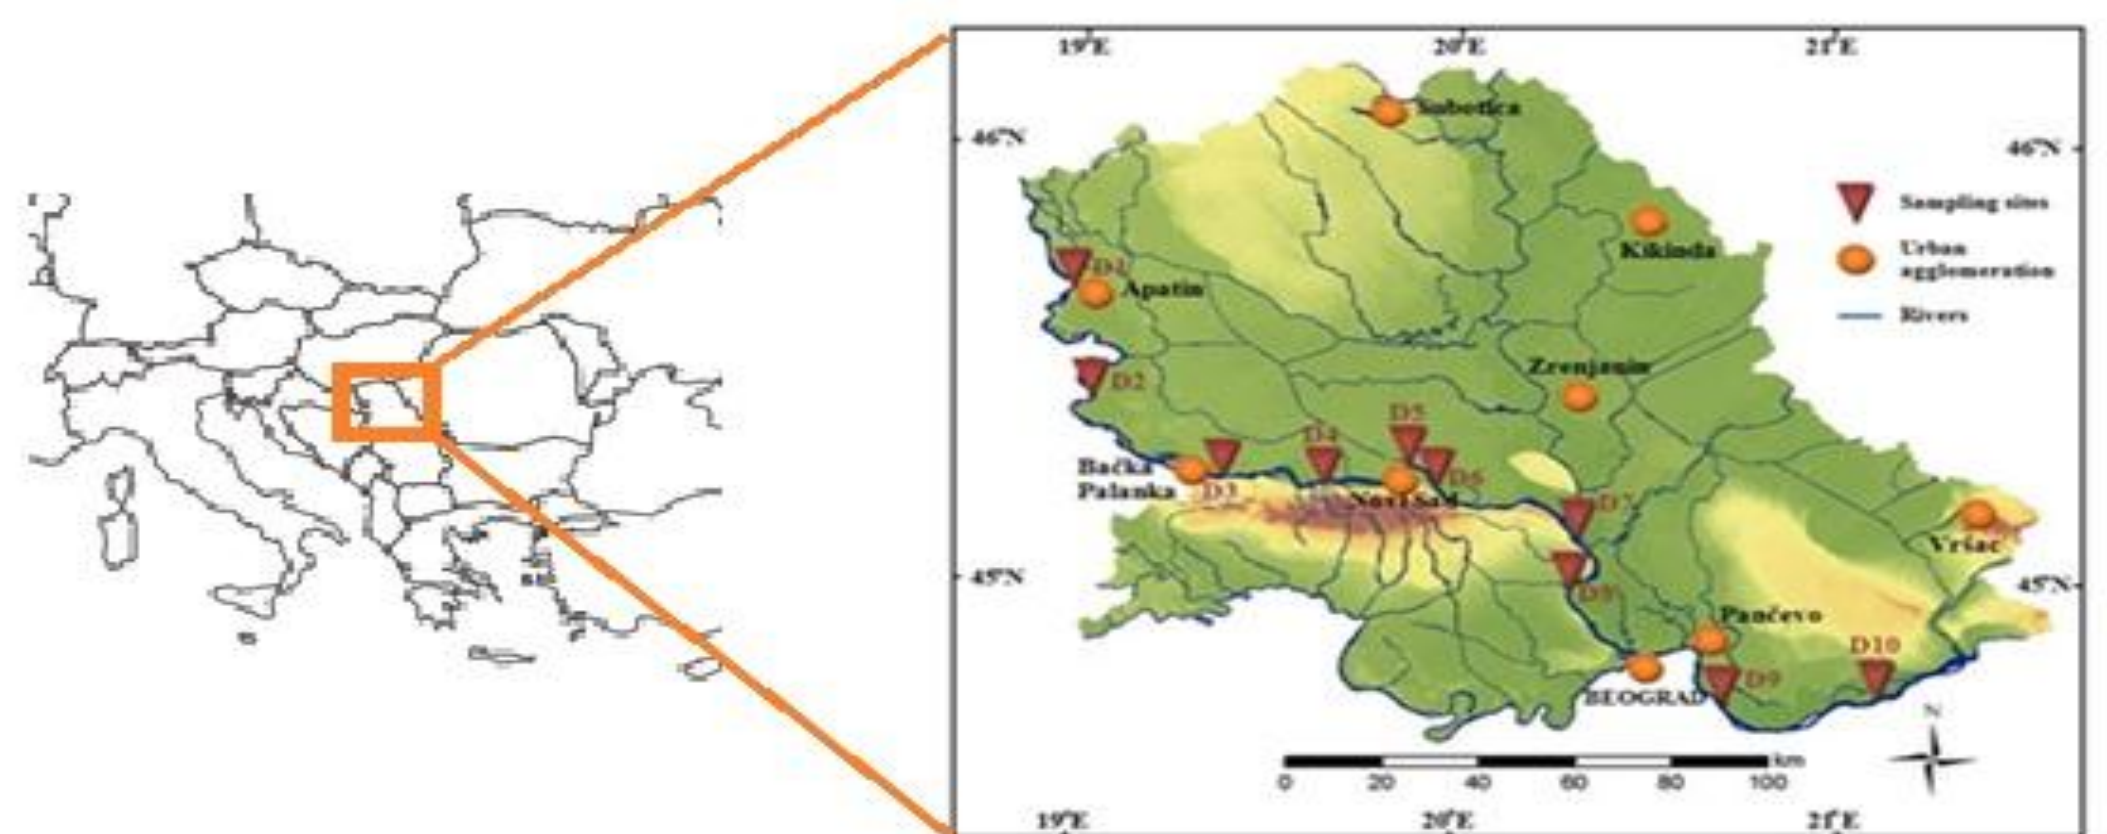 19°E 20°E 21°E
Subotica
46°N 46°N
Sampling sites
Kikinda
Urban
agglomeration
D1
Apatin
Rivers
Zrenjanin
D2
D5
D4
Bačka
Palanka
D6
D3
Novi Sad
D7
Vršac
45°N 45°N
D8
Pančevo
D10
BEOGRAD
D9
N
km
0 20 40 60 80 100
19°E 20°E 21°E